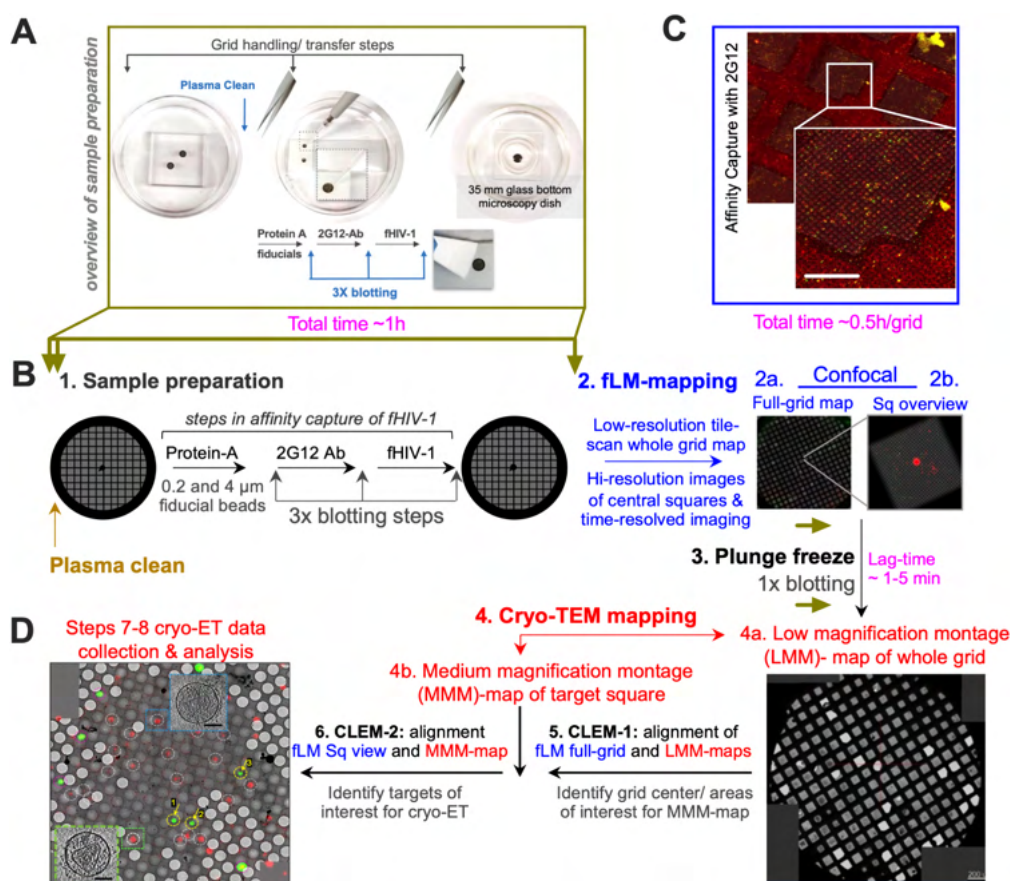 A
overview of sample preparation
Grid handling/ transfer steps
Plasma Clean
35 mm glass bottom
microscopy dish
Protein A
2G12-Ab
fHIV-1
fiducials
3X blotting
Total time ~1h
C
Affinity Capture with 2G12
Total time ~0.5h/grid
B
1. Sample preparation
steps in affinity capture of fHIV-1
Protein-A
2G12 Ab
fHIV-1
0.2 and 4 µm
fiducial beads
3x blotting steps
Plasma clean
2. fLM-mapping
Low-resolution tile-
scan whole grid map
Hi-resolution images
of central squares &
time-resolved imaging
2a.
Confocal
2b.
Full-grid map
Sq overview
3. Plunge freeze
1x blotting
Lag-time
~ 1-5 min
4. Cryo-TEM mapping
4a. Low magnification montage
(LMM)- map of whole grid
4b. Medium magnification montage
(MMM)-map of target square
5. CLEM-1: alignment of
fLM full-grid and LMM-maps
Identify grid center/ areas
of interest for MMM-map
6. CLEM-2: alignment
fLM Sq view and MMM-map
Identify targets of
interest for cryo-ET
D
Steps 7-8 cryo-ET data
collection & analysis
1
2
3